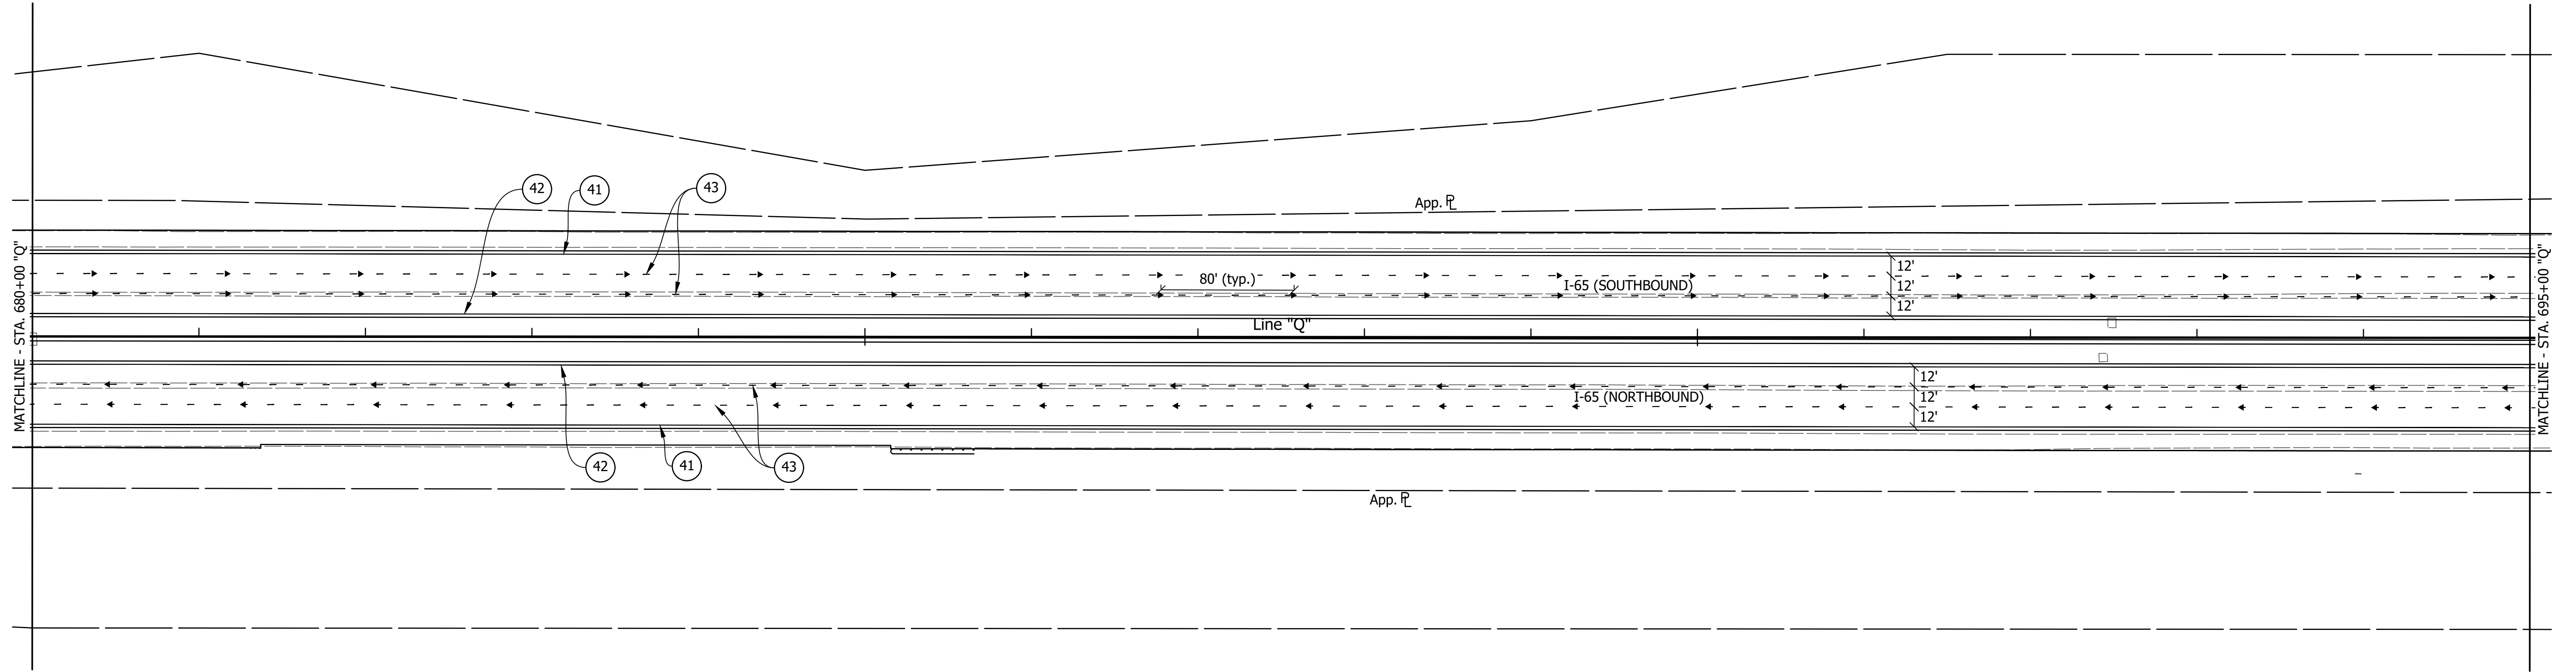 42
41
43
App. PL
MATCHLINE - STA. 680+00 "Q"
MATCHLINE - STA. 695+00 "Q"
80' (typ.)
I-65 (SOUTHBOUND)
12'
12'
12'
Line "Q"
I-65 (NORTHBOUND)
12'
12'
12'
42
41
43
App. PL